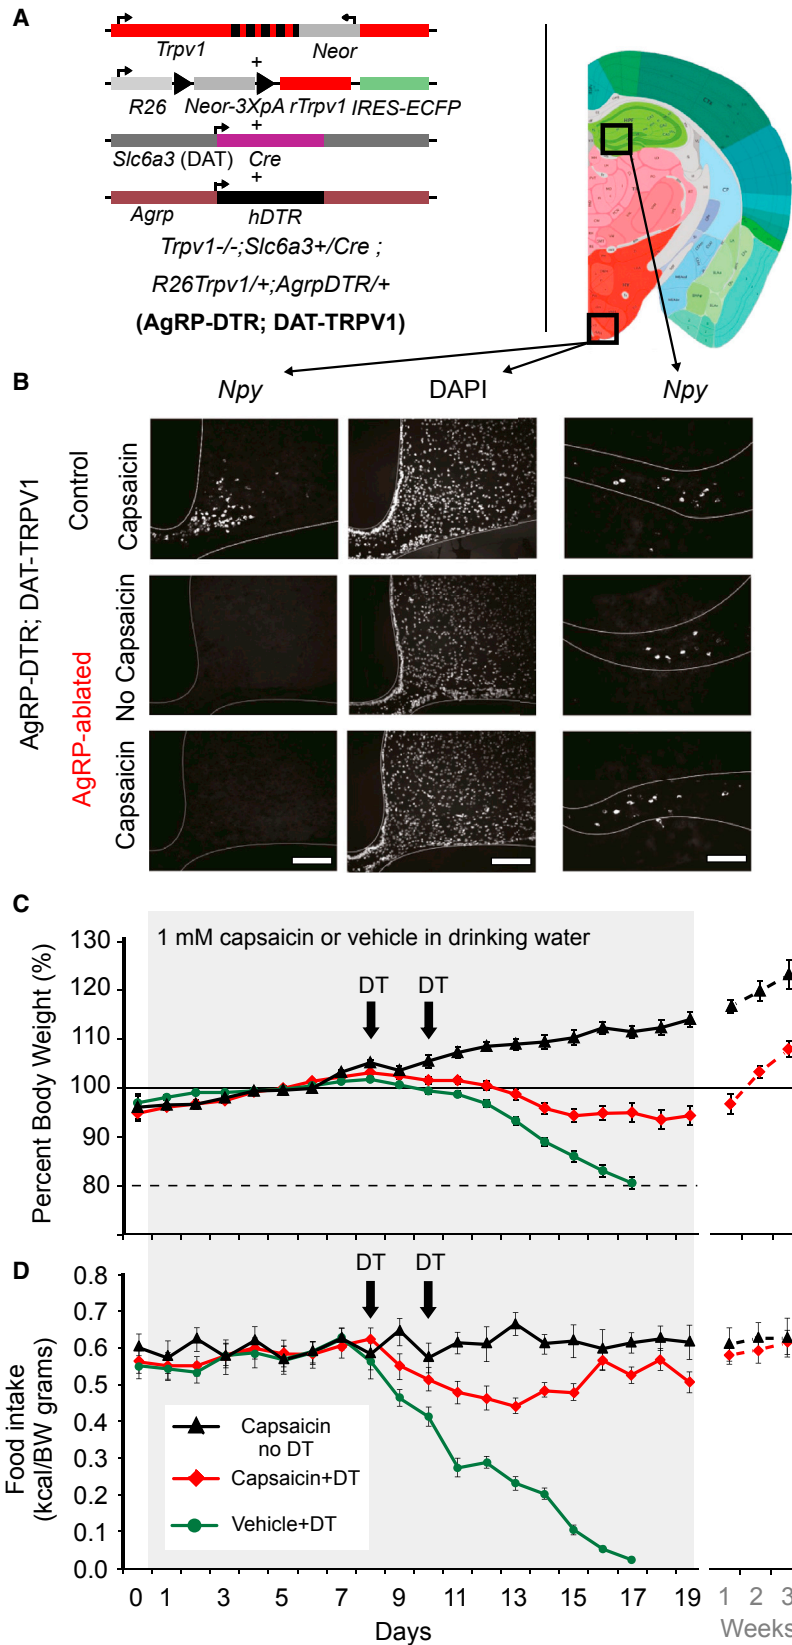 A
Trpv1
Neor
+
R26
Neor-3XpA
rTrpv1
IRES-ECFP
+
Slc6a3 (DAT)
Cre
+
Agrp
hDTR
Trpv1-/-;Slc6a3+/Cre ;
R26Trpv1/+;AgrpDTR/+
(AgRP-DTR; DAT-TRPV1)
B
Npy
DAPI
Npy
AgRP-DTR; DAT-TRPV1
Control
Capsaicin
AgRP-ablated
No Capsaicin
Capsaicin
C
1 mM capsaicin or vehicle in drinking water
DT
DT
Percent Body Weight (%)
130
120
110
100
90
80
D
DT
DT
Food intake
(kcal/BW grams)
0.8
0.7
0.6
0.5
0.4
0.3
0.2
0.1
0.0
Capsaicin
no DT
Capsaicin+DT
Vehicle+DT
0 1 3 5 7 9 11 13 15 17 19 1 2 3
Days
Weeks